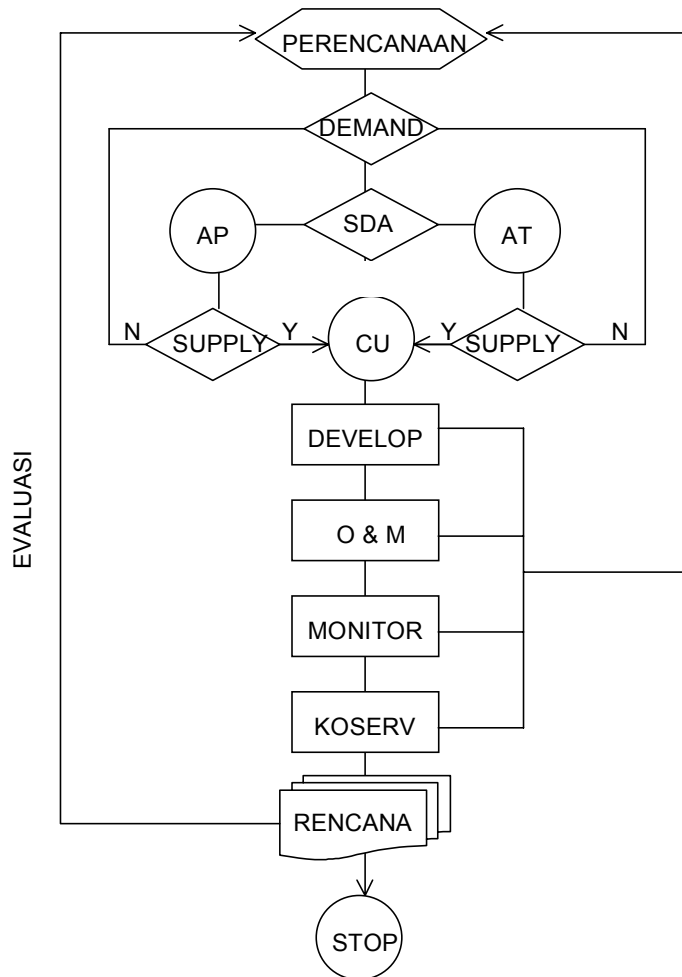 PERENCANAAN
DEMAND
SDA
AP
AT
N
SUPPLY
Y
CU
Y
SUPPLY
N
DEVELOP
EVALUASI
O & M
MONITOR
KOSERV
RENCANA
STOP